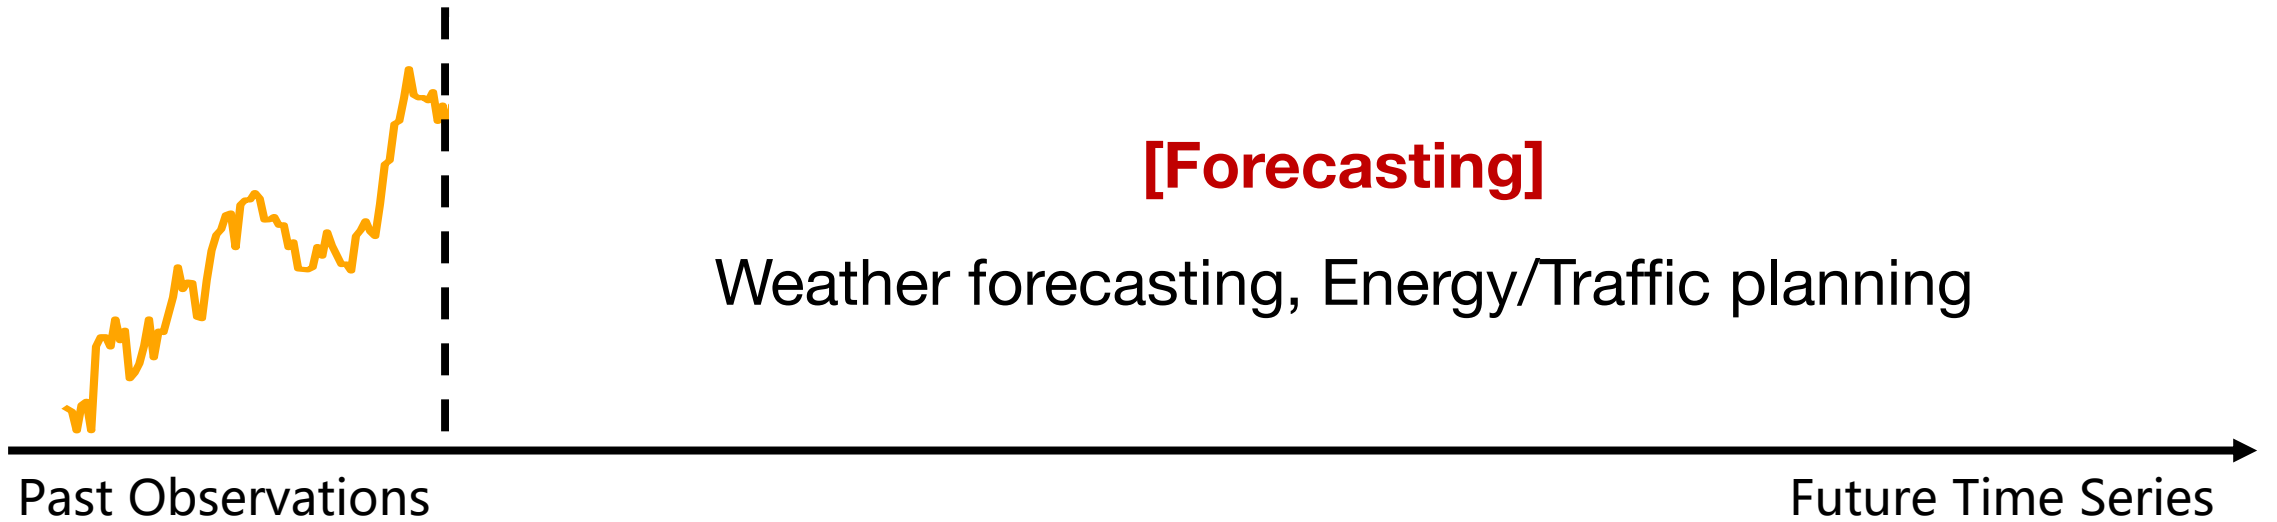 [Forecasting]
Weather forecasting, Energy/Traffic planning
Past Observations
Future Time Series